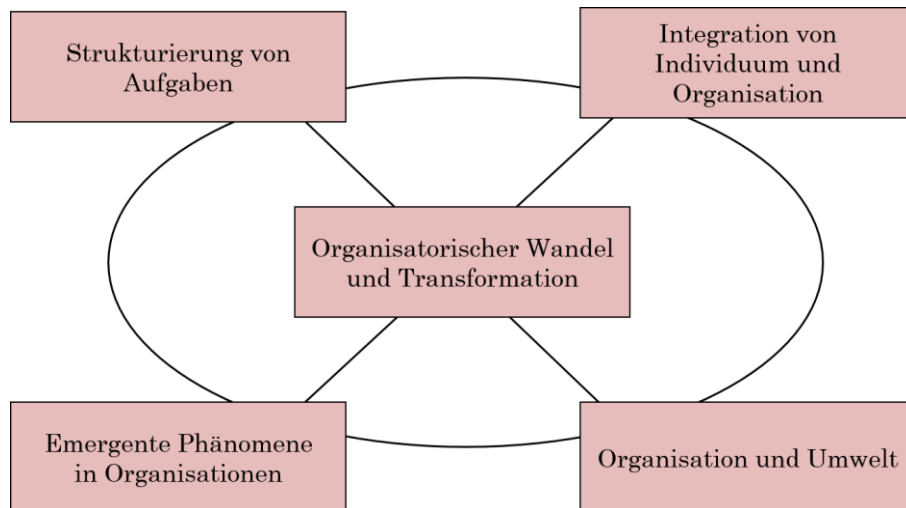 Strukturierung von
Aufgaben
Integration von
Individuum und
Organisation
Organisatorischer Wandel
und Transformation
Emergente Phänomene
in Organisationen
Organisation und Umwelt